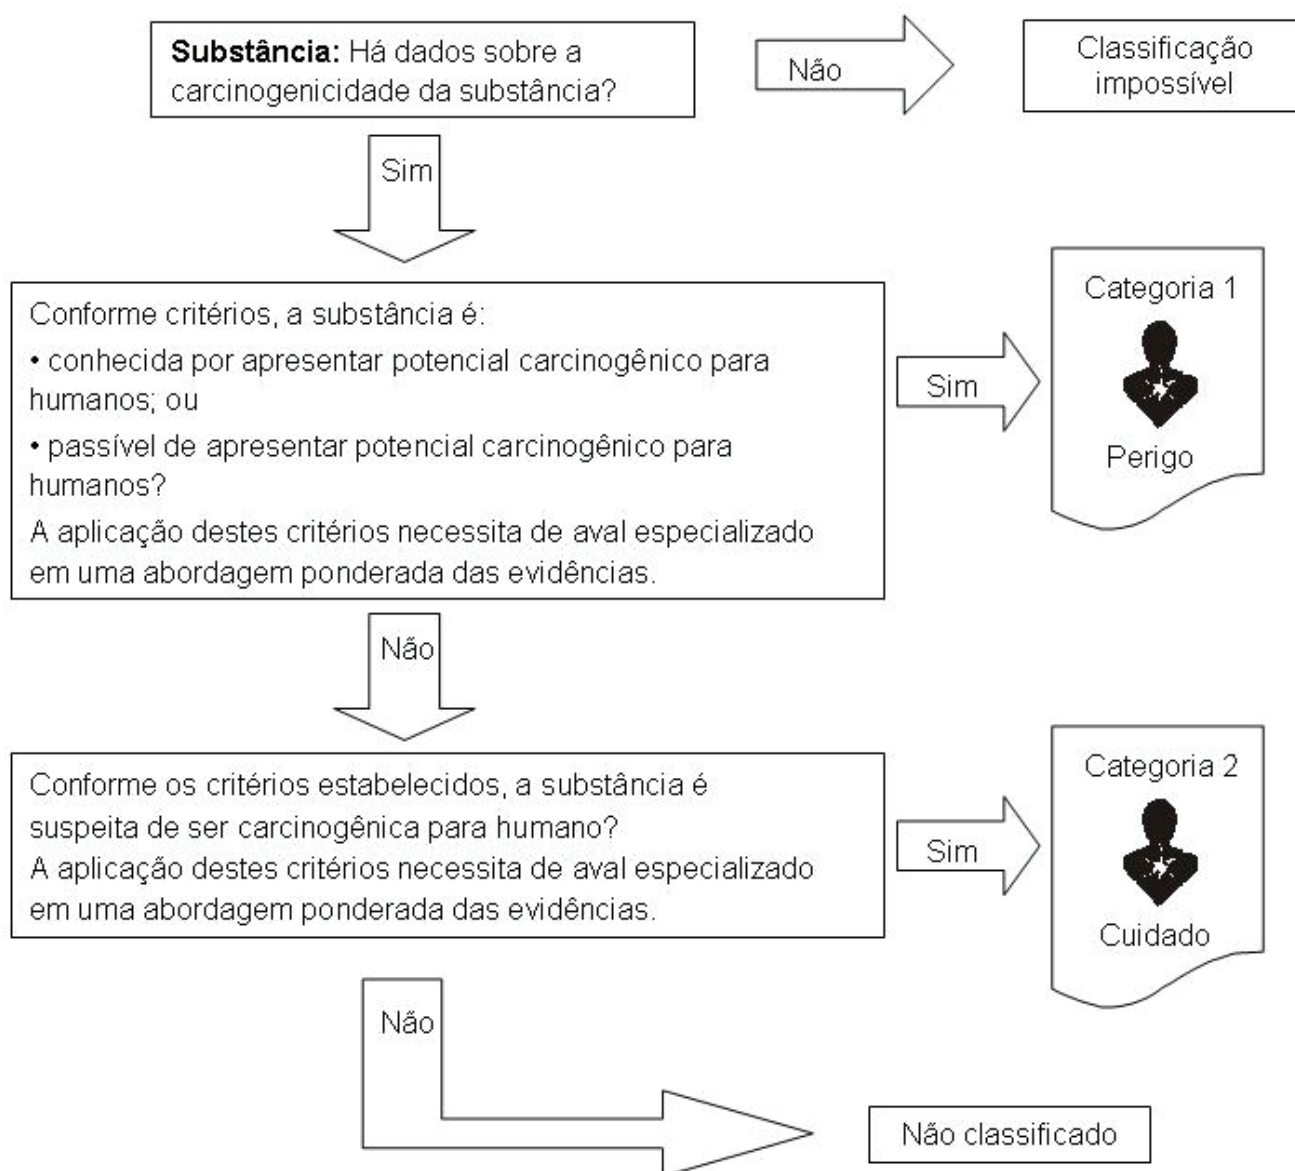 Substância: Há dados sobre a
carcinogenicidade da substância?
Não
Classificação
impossível
Sim
Conforme critérios, a substância é:
• conhecida por apresentar potencial carcinogênico para
humanos; ou
• passível de apresentar potencial carcinogênico para
humanos?
A aplicação destes critérios necessita de aval especializado
em uma abordagem ponderada das evidências.
Sim
Categoria 1
Perigo
Não
Conforme os critérios estabelecidos, a substância é
suspeita de ser carcinogênica para humano?
A aplicação destes critérios necessita de aval especializado
em uma abordagem ponderada das evidências.
Sim
Categoria 2
Cuidado
Não
Não classificado